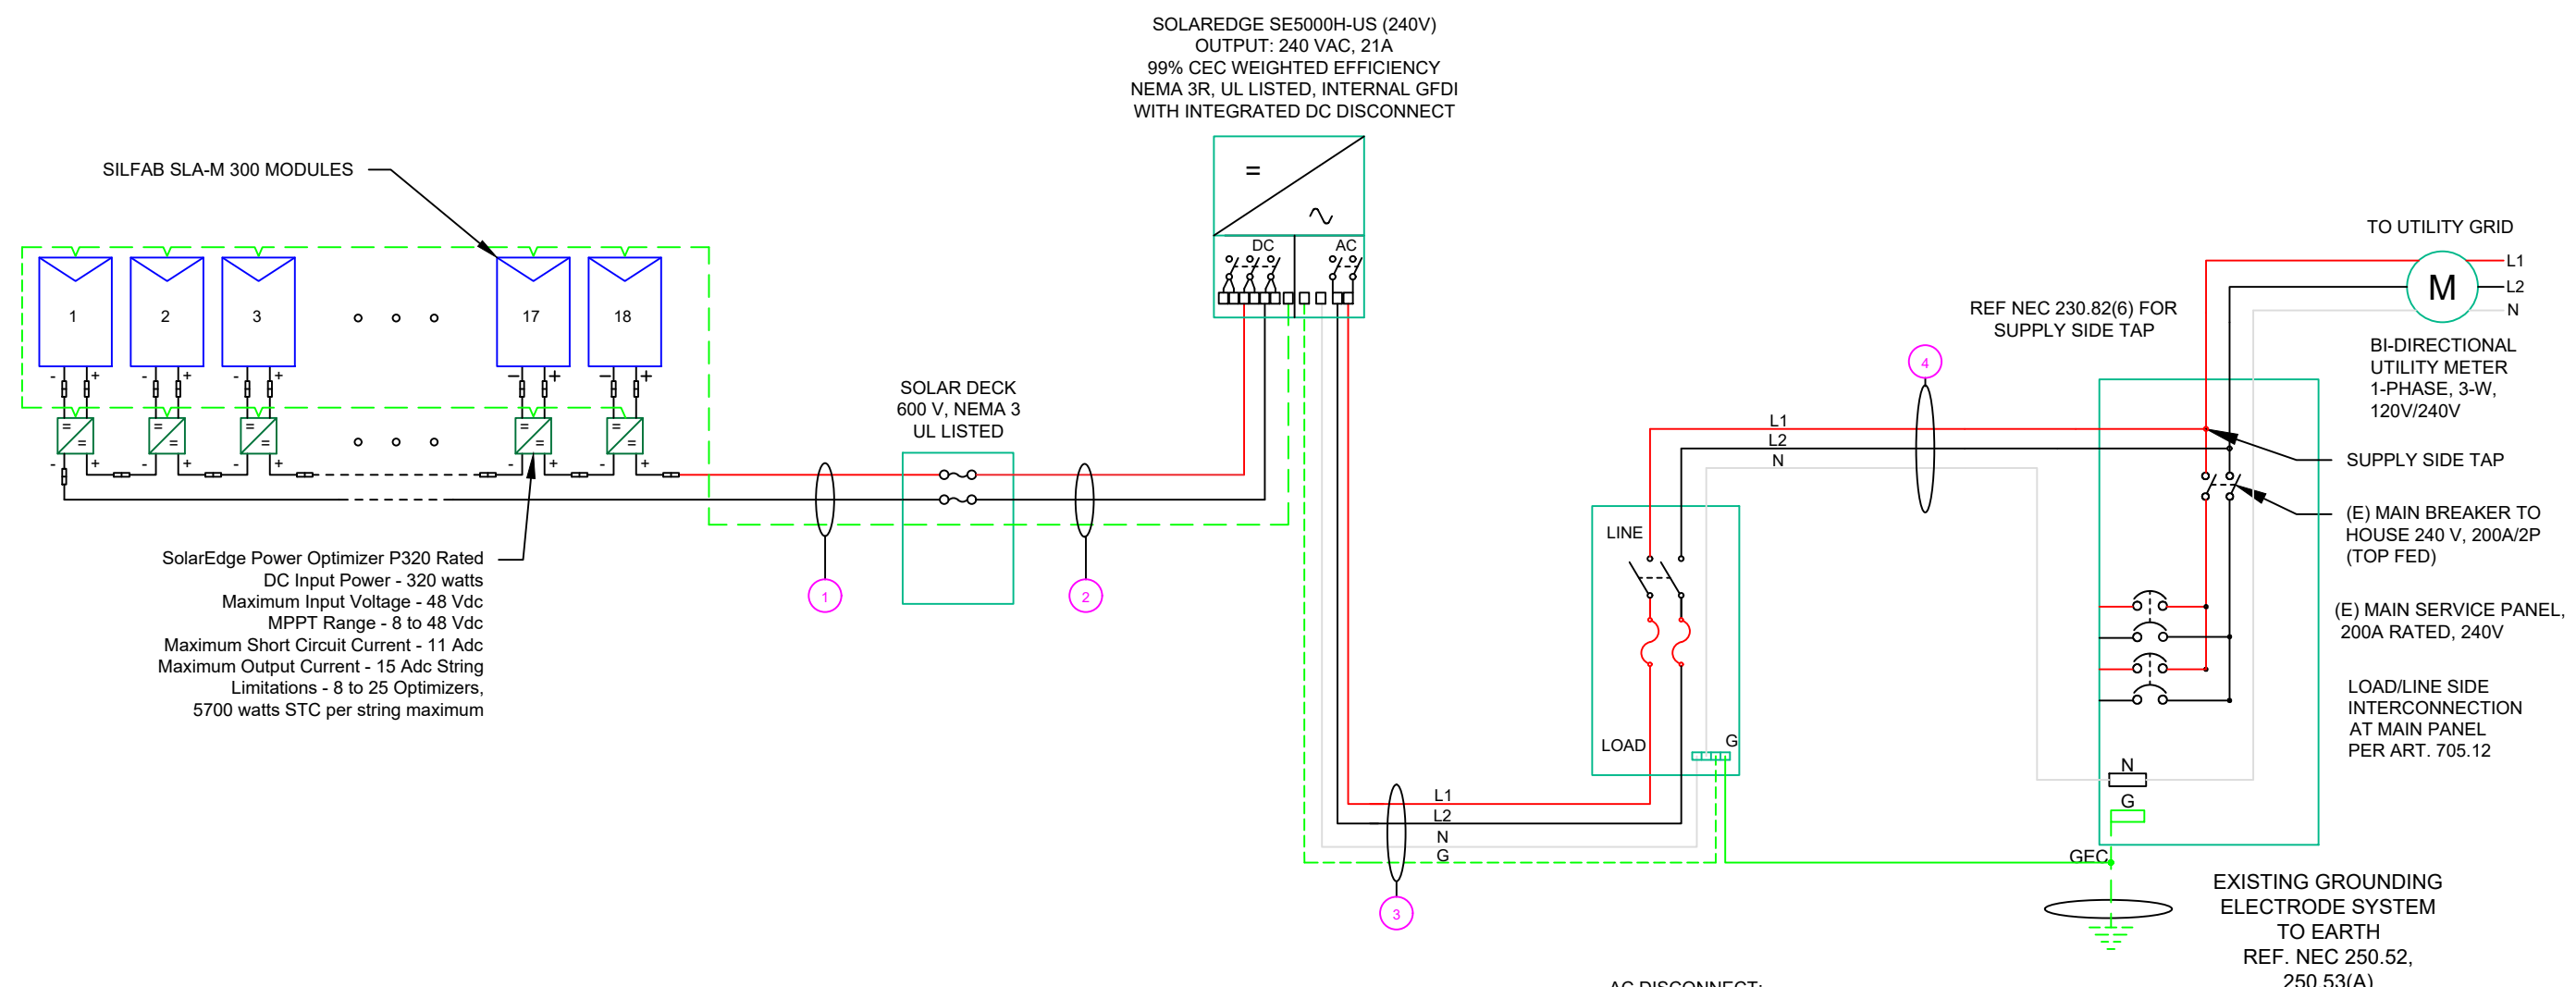 SOLAREDGE SE5000H-US (240V)
OUTPUT: 240 VAC, 21A
99% CEC WEIGHTED EFFICIENCY
NEMA 3R, UL LISTED, INTERNAL GFDI
WITH INTEGRATED DC DISCONNECT
=
DC
AC
SILFAB SLA-M 300 MODULES
1
2
3
17
18
- +
- +
- +
- +
- +
= =
= =
= =
= =
= =
- +
- +
- +
- +
- +
SolarEdge Power Optimizer P320 Rated
DC Input Power - 320 watts
Maximum Input Voltage - 48 Vdc
MPPT Range - 8 to 48 Vdc
Maximum Short Circuit Current - 11 Adc
Maximum Output Current - 15 Adc String
Limitations - 8 to 25 Optimizers,
5700 watts STC per string maximum
SOLAR DECK
600 V, NEMA 3
UL LISTED
1
2
3
L1
L2
N
G
LINE
LOAD
G
L1
L2
N
4
REF NEC 230.82(6) FOR
SUPPLY SIDE TAP
TO UTILITY GRID
M
L1
L2
N
BI-DIRECTIONAL
UTILITY METER
1-PHASE, 3-W,
120V/240V
SUPPLY SIDE TAP
(E) MAIN BREAKER TO
HOUSE 240 V, 200A/2P
(TOP FED)
(E) MAIN SERVICE PANEL,
200A RATED, 240V
LOAD/LINE SIDE
INTERCONNECTION
AT MAIN PANEL
PER ART. 705.12
N
G
GEC
EXISTING GROUNDING
ELECTRODE SYSTEM
TO EARTH
REF. NEC 250.52,
250.53(A)
AC DISCONNECT: